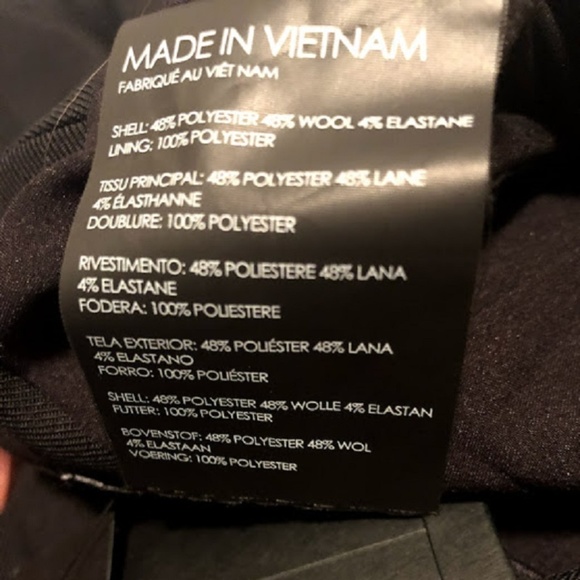 MADE IN VIETNAM
FABRIQUÉ AU VIÊT NAM
SHELL: 48% POLYESTER 48% WOOL 4% ELASTANE
LINING: 100% POLYESTER
TISSU PRINCIPAL: 48% POLYESTER 48% LAINE
4% ÉLASTHANNE
DOUBLURE: 100% POLYESTER
RIVESTIMENTO: 48% POLIESTERE 48% LANA
4% ELASTANE
FODERA: 100% POLIESTERE
TELA EXTERIOR: 48% POLIÉSTER 48% LANA
4% ELASTANO
FORRO: 100% POLIÉSTER
SHELL: 48% POLYESTER 48% WOLLE 4% ELASTAN
FUTTER: 100% POLYESTER
BOVENSTOF: 48% POLYESTER 48% WOL
4% ELASTAAN
VOERING: 100% POLYESTER